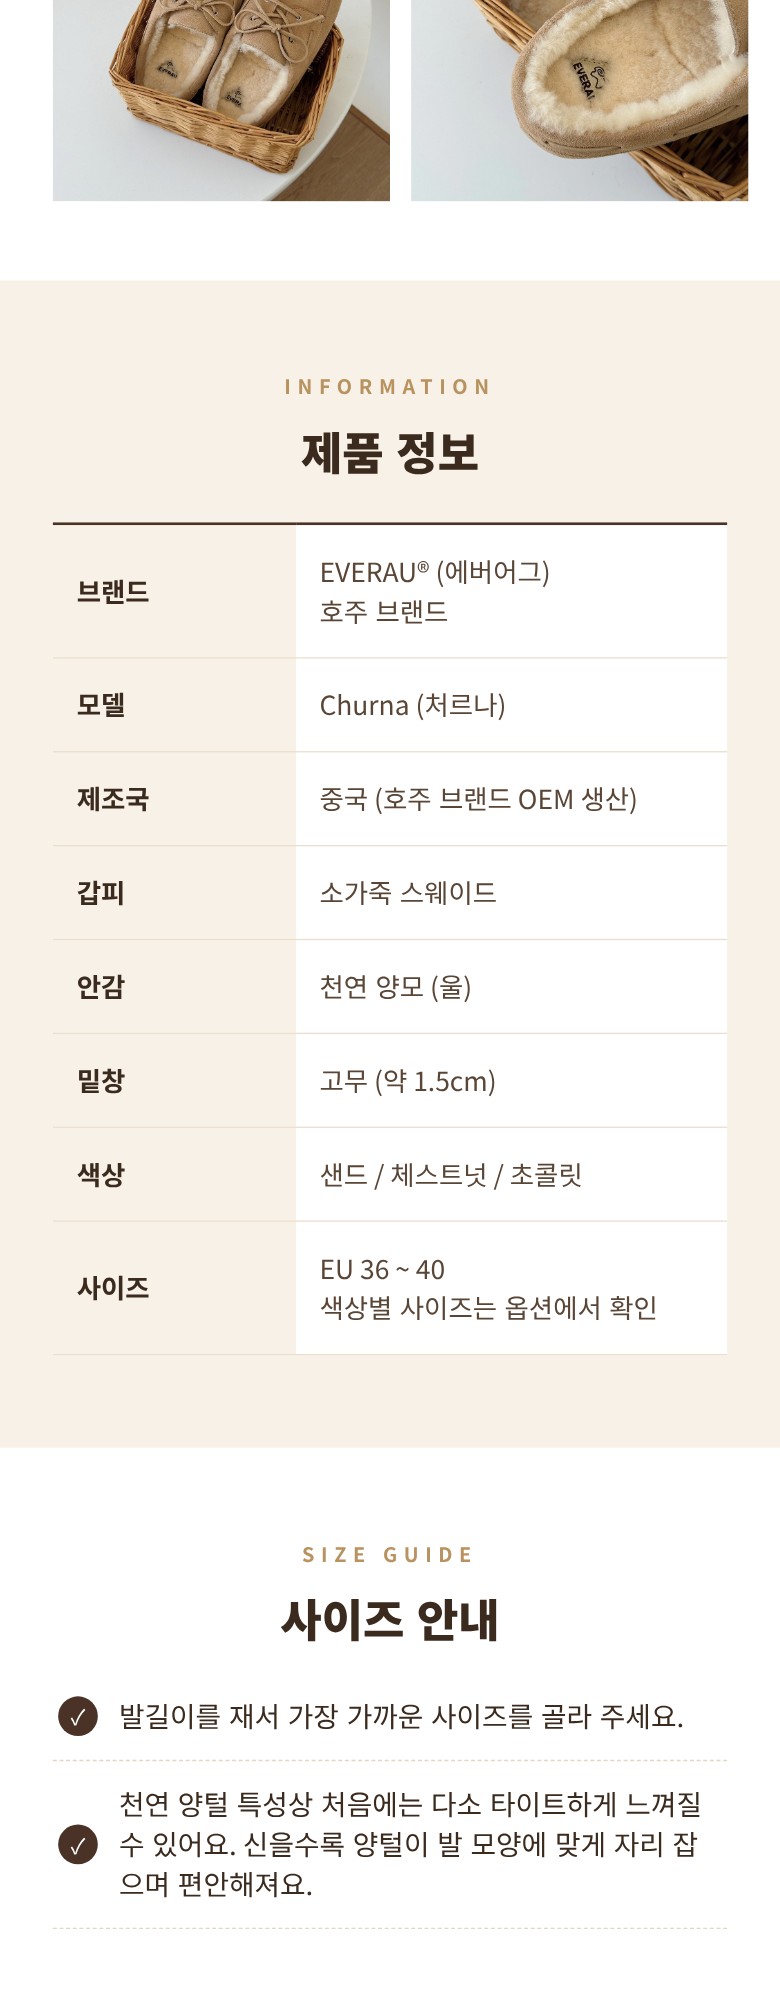 EVERAU
EVERAU
INFORMATION
제품 정보
브랜드
EVERAU® (에버어그)
호주 브랜드
모델
Churna (처르나)
제조국
중국 (호주 브랜드 OEM 생산)
갑피
소가죽 스웨이드
안감
천연 양모 (울)
밑창
고무 (약 1.5cm)
색상
샌드 / 체스트넛 / 초콜릿
사이즈
EU 36 ~ 40
색상별 사이즈는 옵션에서 확인
SIZE GUIDE
사이즈 안내
발길이를 재서 가장 가까운 사이즈를 골라 주세요.
천연 양털 특성상 처음에는 다소 타이트하게 느껴질
수 있어요. 신을수록 양털이 발 모양에 맞게 자리 잡
으며 편안해져요.